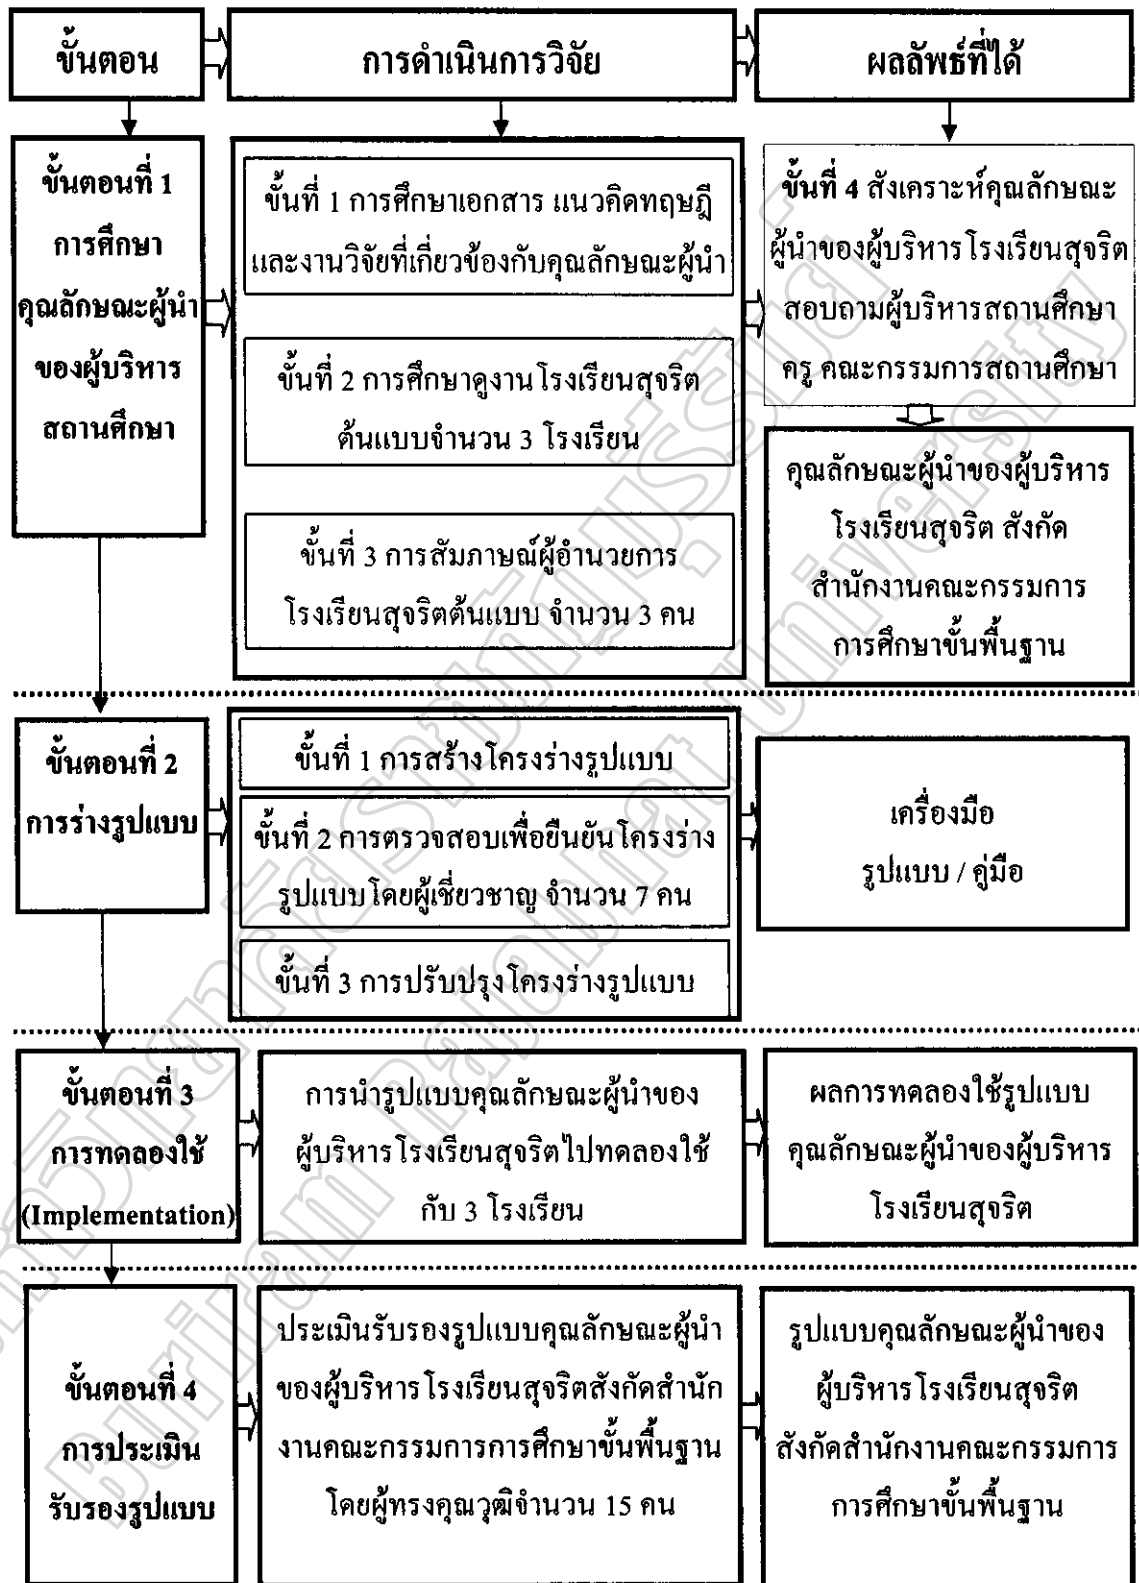 ขั้นตอน
การดำเนินการวิจัย
ผลลัพธ์ที่ได้
ขั้นตอนที่ 1
การศึกษา
คุณลักษณะผู้นำ
ของผู้บริหาร
สถานศึกษา
ขั้นที่ 1 การศึกษาเอกสาร แนวคิดทฤษฎี
และงานวิจัยที่เกี่ยวข้องกับคุณลักษณะผู้นำ
ขั้นที่ 2 การศึกษาดูงานโรงเรียนสุจริต
ต้นแบบจำนวน 3 โรงเรียน
ขั้นที่ 3 การสัมภาษณ์ผู้อำนวยการ
โรงเรียนสุจริตต้นแบบ จำนวน 3 คน
ขั้นที่ 4 สังเคราะห์คุณลักษณะ
ผู้นำของผู้บริหารโรงเรียนสุจริต
สอบถามผู้บริหารสถานศึกษา
ครู คณะกรรมการสถานศึกษา
คุณลักษณะผู้นำของผู้บริหาร
โรงเรียนสุจริต สังกัด
สำนักงานคณะกรรมการ
การศึกษาขั้นพื้นฐาน
ขั้นตอนที่ 2
การร่างรูปแบบ
ขั้นที่ 1 การสร้างโครงร่างรูปแบบ
ขั้นที่ 2 การตรวจสอบเพื่อยืนยันโครงร่าง
รูปแบบโดยผู้เชี่ยวชาญ จำนวน 7 คน
ขั้นที่ 3 การปรับปรุงโครงร่างรูปแบบ
เครื่องมือ
รูปแบบ / คู่มือ
ขั้นตอนที่ 3
การทดลองใช้
(Implementation)
การนำรูปแบบคุณลักษณะผู้นำของ
ผู้บริหารโรงเรียนสุจริตไปทดลองใช้
กับ 3 โรงเรียน
ผลการทดลองใช้รูปแบบ
คุณลักษณะผู้นำของผู้บริหาร
โรงเรียนสุจริต
ขั้นตอนที่ 4
การประเมิน
รับรองรูปแบบ
ประเมินรับรองรูปแบบคุณลักษณะผู้นำ
ของผู้บริหารโรงเรียนสุจริตสังกัดสำนัก
งานคณะกรรมการการศึกษาขั้นพื้นฐาน
โดยผู้ทรงคุณวุฒิจำนวน 15 คน
รูปแบบคุณลักษณะผู้นำของ
ผู้บริหารโรงเรียนสุจริต
สังกัดสำนักงานคณะกรรมการ
การศึกษาขั้นพื้นฐาน
Buriram Rajabhat University